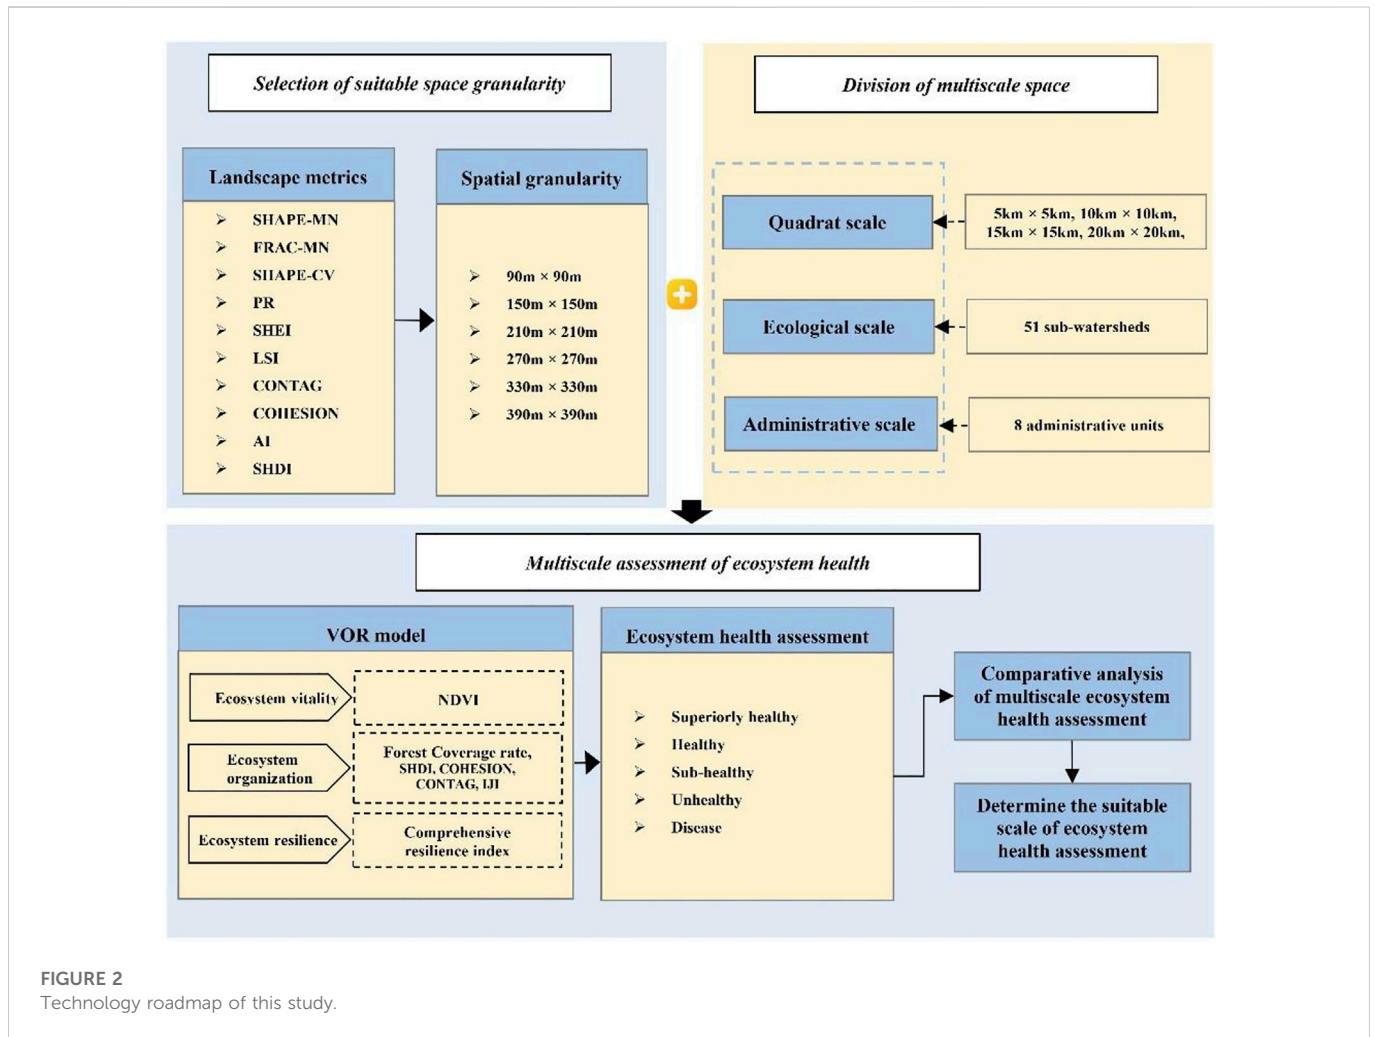 Selection of suitable space granularity
Landscape metrics
SHAPE-MN
FRAC-MN
SHAPE-CV
PR
SHEI
LSI
CONTAG
COHESION
AI
SHDI
Spatial granularity
90m × 90m
150m × 150m
210m × 210m
270m × 270m
330m × 330m
390m × 390m
Division of multiscale space
Quadrat scale
5km × 5km, 10km × 10km,
15km × 15km, 20km × 20km,
Ecological scale
51 sub-watersheds
Administrative scale
8 administrative units
Multiscale assessment of ecosystem health
VOR model
Ecosystem vitality
NDVI
Ecosystem
organization
Forest Coverage rate,
SHDI, COHESION,
CONTAG, IJI
Ecosystem resilience
Comprehensive
resilience index
Ecosystem health assessment
Superiorly healthy
Healthy
Sub-healthy
Unhealthy
Disease
Comparative analysis
of multiscale ecosystem
health assessment
Determine the suitable
scale of ecosystem
health assessment
FIGURE 2
Technology roadmap of this study.